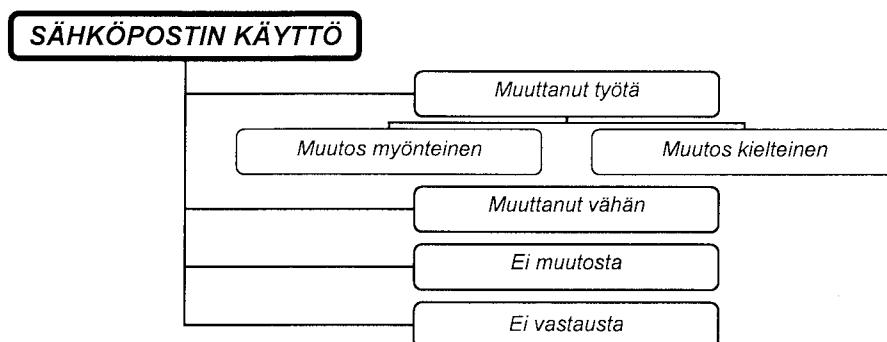 SÄHKÖPOSTIN KÄYTTÖ
Muuttanut työtä
Muutos myönteinen
Muutos kielteinen
Muuttanut vähän
Ei muutosta
Ei vastausta